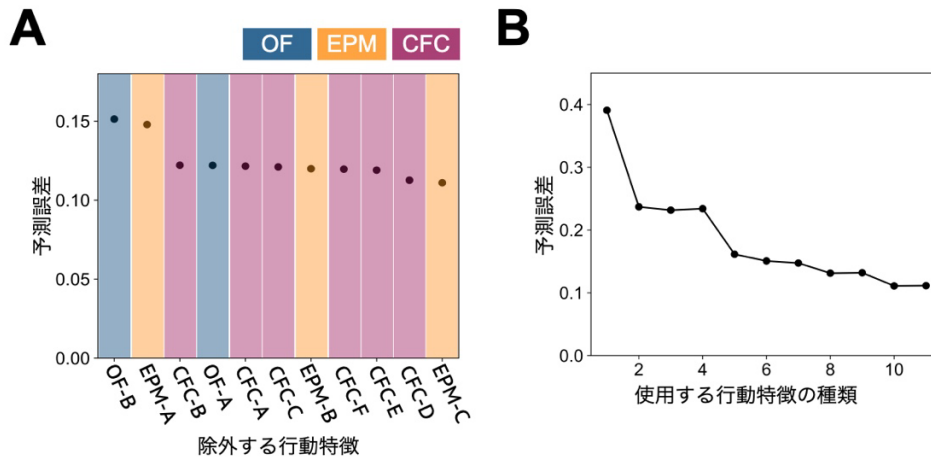 A
OF EPM CFC
予測誤差
0.15
0.10
0.05
0.00
OF-B EPM-A CFC-B OF-A CFC-A CFC-C EPM-B CFC-F CFC-E CFC-D EPM-C
除外する行動特徴
B
予測誤差
0.4
0.3
0.2
0.1
0.0
2 4 6 8 10
使用する行動特徴の種類